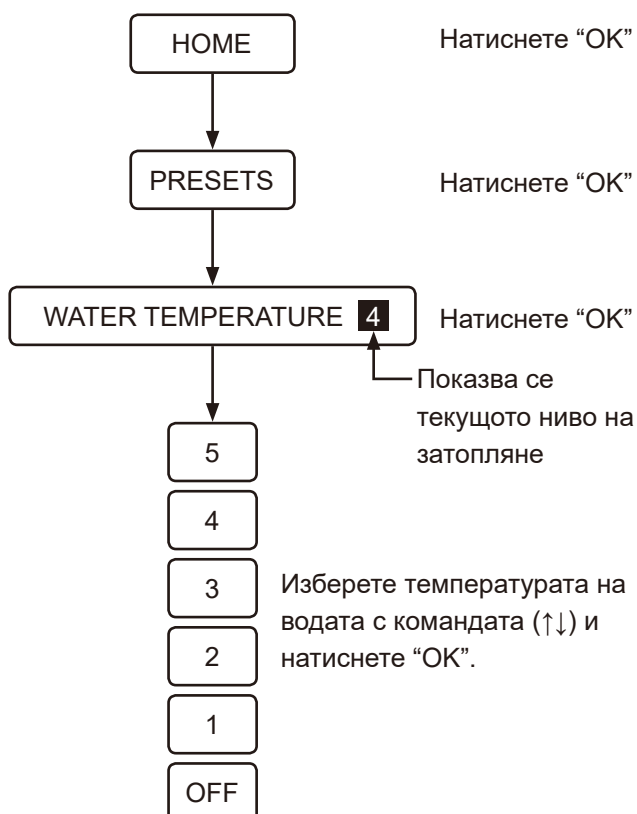 HOME
Натиснете “OK”
PRESETS
Натиснете “OK”
WATER TEMPERATURE 4
Натиснете “OK”
Показва се
текущото ниво на
затопляне
5
4
3
2
1
OFF
Изберете температурата на
водата с командата (↑↓) и
натиснете “OK”.